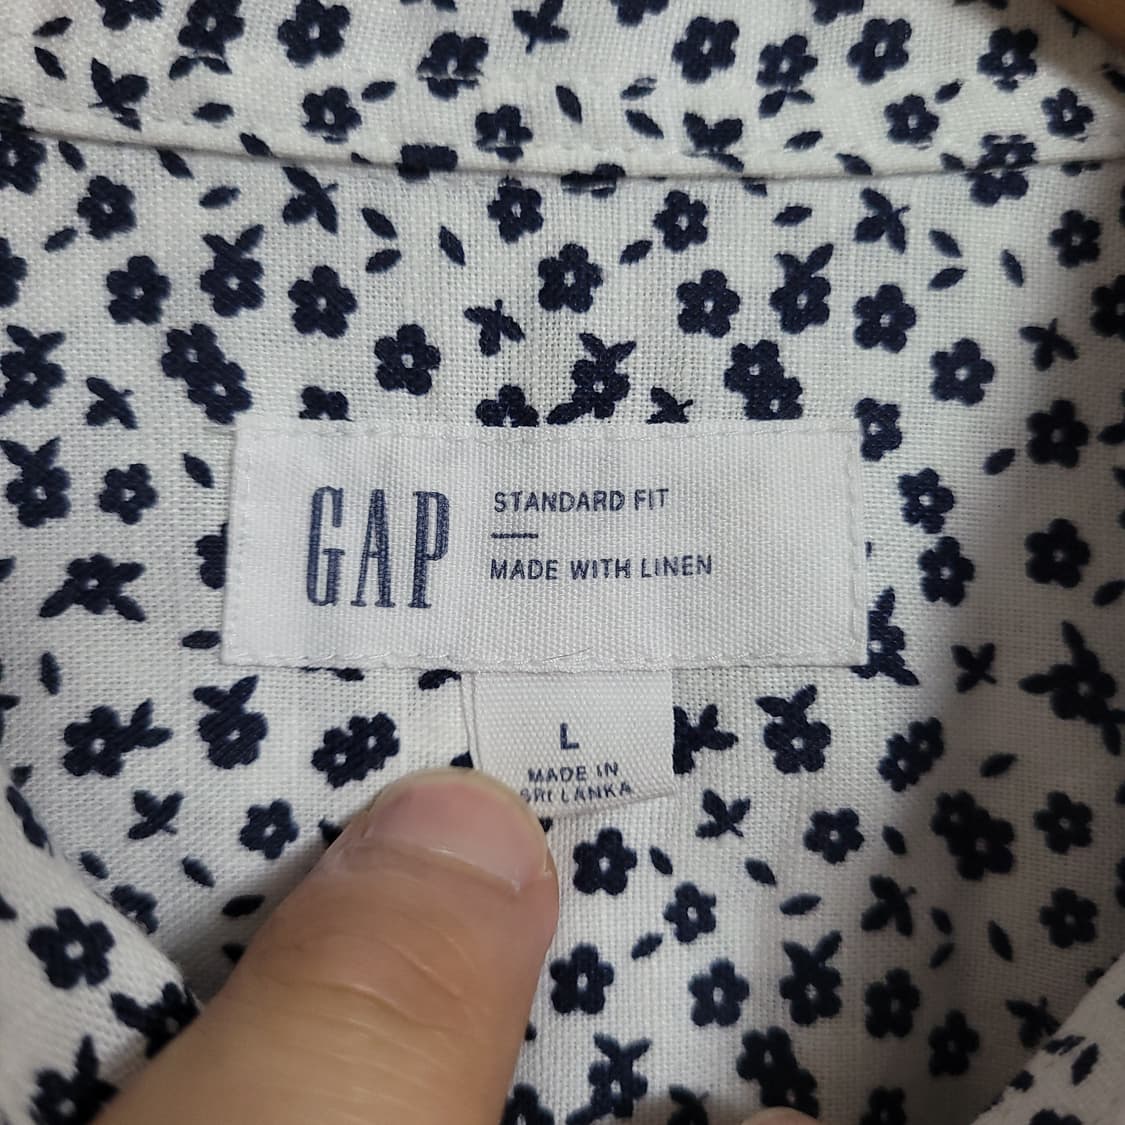 GAP
STANDARD FIT
MADE WITH LINEN
L
MADE IN
SRI LANKA